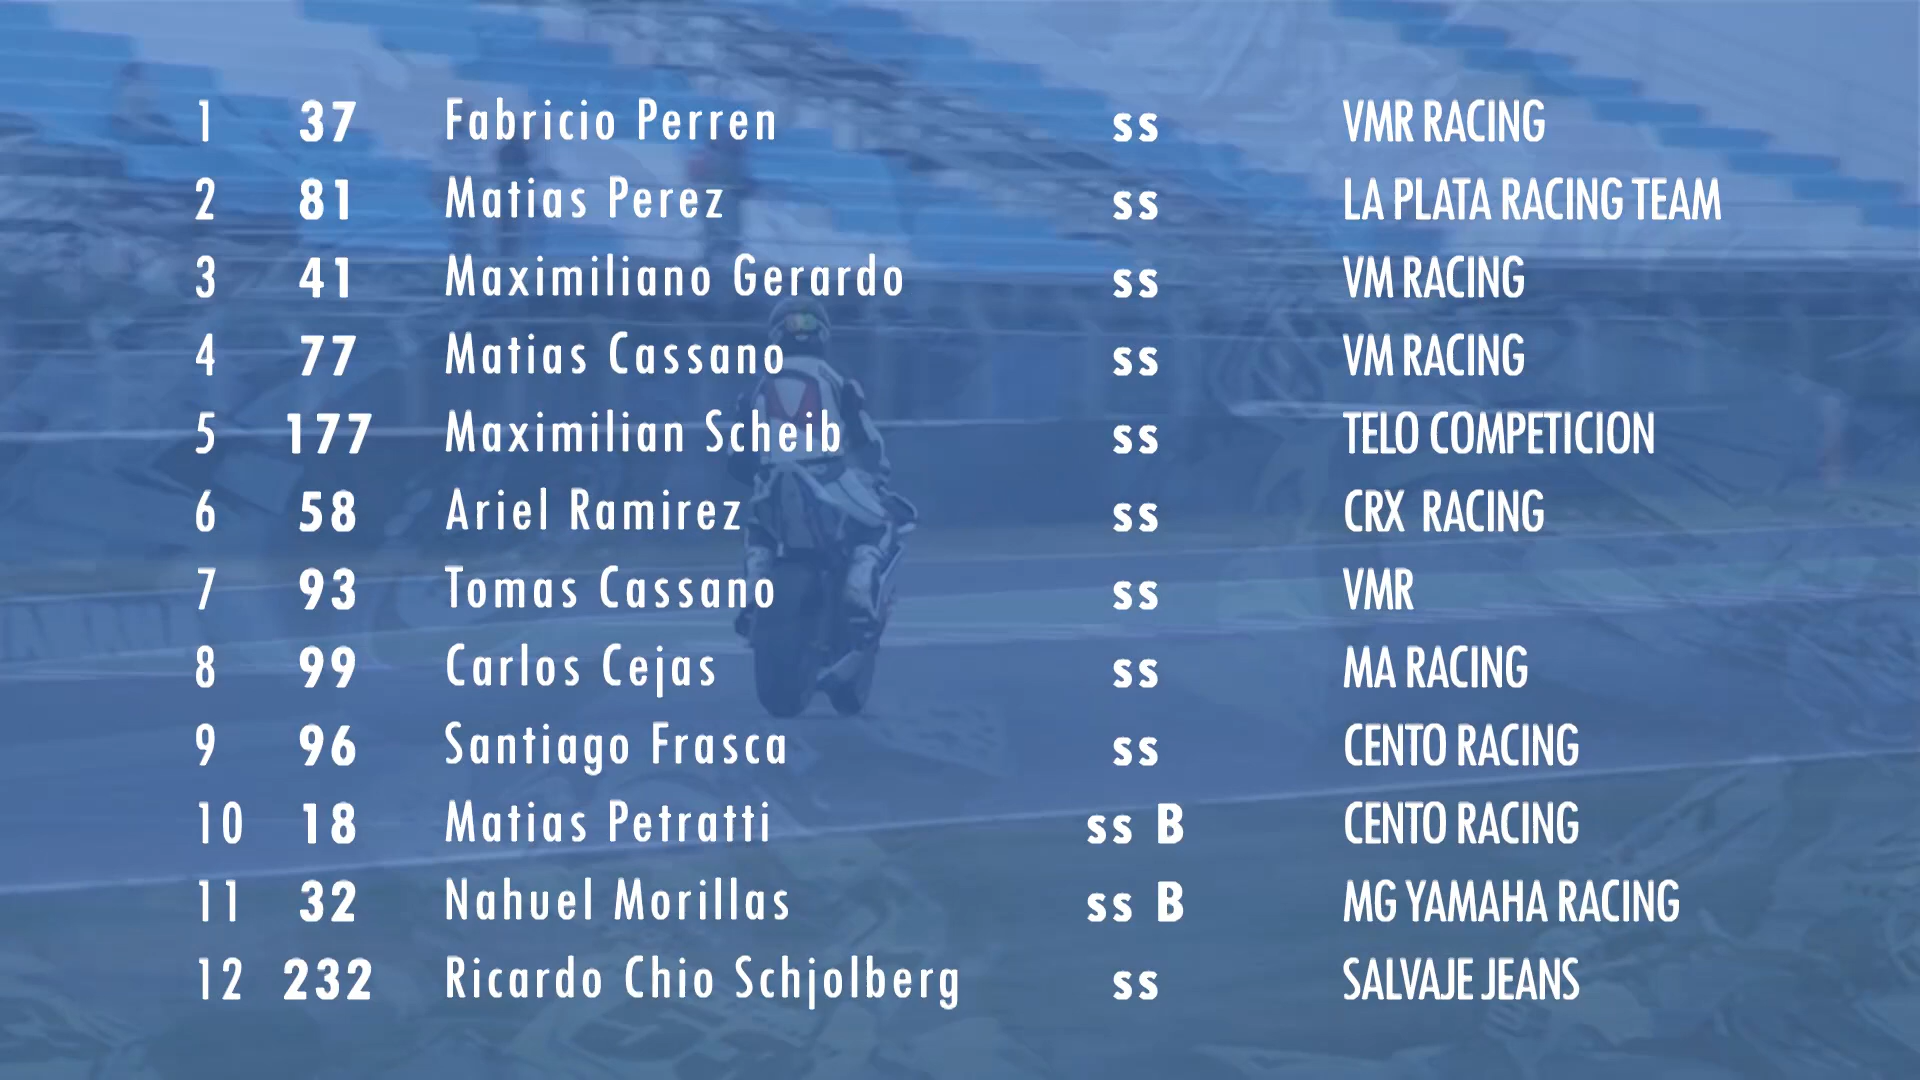 1 37 Fabricio Perren ss VMR RACING
2 81 Matias Perez ss LA PLATA RACING TEAM
3 41 Maximiliano Gerardo ss VM RACING
4 77 Matias Cassano ss VM RACING
5 177 Maximilian Scheib ss TELO COMPETICION
6 58 Ariel Ramirez ss CRX RACING
7 93 Tomas Cassano ss VMR
8 99 Carlos Cejas ss MA RACING
9 96 Santiago Frasca ss CENTO RACING
10 18 Matias Petratti ss B CENTO RACING
11 32 Nahuel Morillas ss B MG YAMAHA RACING
12 232 Ricardo Chio Schjolberg ss SALVAJE JEANS